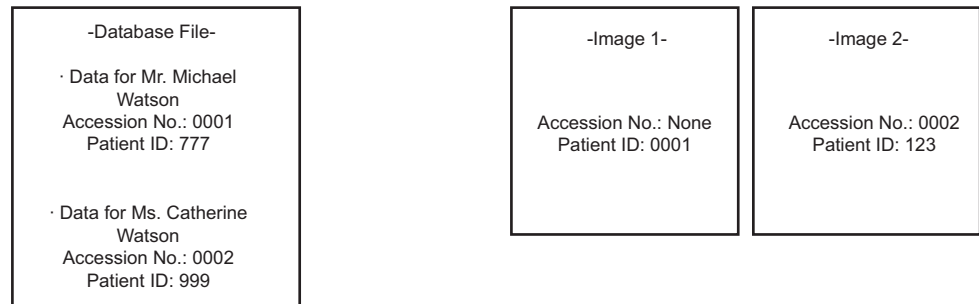 -Database File-
· Data for Mr. Michael
Watson
Accession No.: 0001
Patient ID: 777
· Data for Ms. Catherine
Watson
Accession No.: 0002
Patient ID: 999
-Image 1-
Accession No.: None
Patient ID: 0001
-Image 2-
Accession No.: 0002
Patient ID: 123